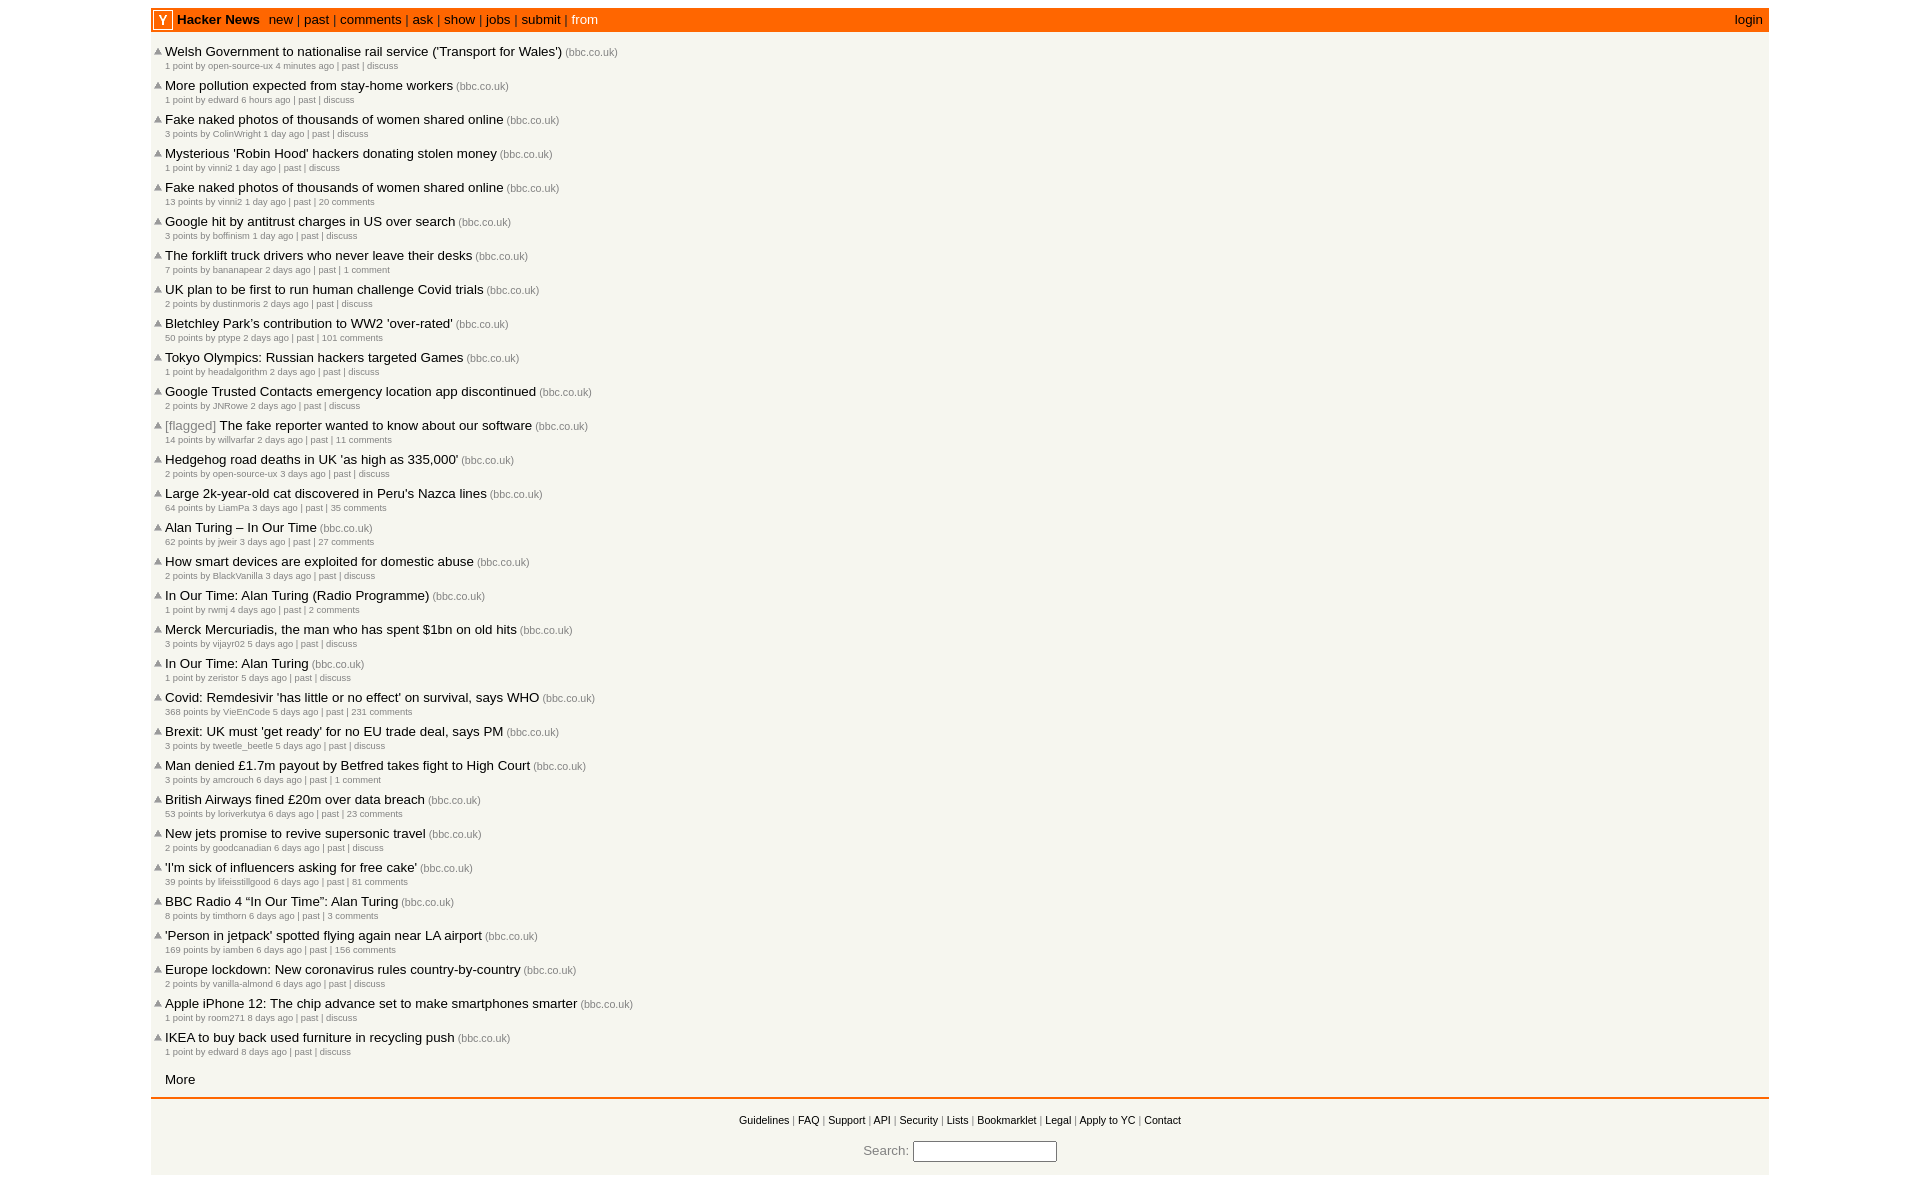 Y Hacker News new | past | comments | ask | show | jobs | submit | from login
Welsh Government to nationalise rail service ('Transport for Wales') (bbc.co.uk)
1 point by open-source-ux 4 minutes ago | past | discuss
More pollution expected from stay-home workers (bbc.co.uk)
1 point by edward 6 hours ago | past | discuss
Fake naked photos of thousands of women shared online (bbc.co.uk)
3 points by ColinWright 1 day ago | past | discuss
Mysterious 'Robin Hood' hackers donating stolen money (bbc.co.uk)
1 point by vinni2 1 day ago | past | discuss
Fake naked photos of thousands of women shared online (bbc.co.uk)
13 points by vinni2 1 day ago | past | 20 comments
Google hit by antitrust charges in US over search (bbc.co.uk)
3 points by boffinism 1 day ago | past | discuss
The forklift truck drivers who never leave their desks (bbc.co.uk)
7 points by bananapear 2 days ago | past | 1 comment
UK plan to be first to run human challenge Covid trials (bbc.co.uk)
2 points by dustinmoris 2 days ago | past | discuss
Bletchley Park's contribution to WW2 'over-rated' (bbc.co.uk)
50 points by ptype 2 days ago | past | 101 comments
Tokyo Olympics: Russian hackers targeted Games (bbc.co.uk)
1 point by headalgorithm 2 days ago | past | discuss
Google Trusted Contacts emergency location app discontinued (bbc.co.uk)
2 points by JNRowe 2 days ago | past | discuss
[flagged] The fake reporter wanted to know about our software (bbc.co.uk)
14 points by willvarfar 2 days ago | past | 11 comments
Hedgehog road deaths in UK 'as high as 335,000' (bbc.co.uk)
2 points by open-source-ux 3 days ago | past | discuss
Large 2k-year-old cat discovered in Peru's Nazca lines (bbc.co.uk)
64 points by LiamPa 3 days ago | past | 35 comments
Alan Turing – In Our Time (bbc.co.uk)
62 points by jweir 3 days ago | past | 27 comments
How smart devices are exploited for domestic abuse (bbc.co.uk)
2 points by BlackVanilla 3 days ago | past | discuss
In Our Time: Alan Turing (Radio Programme) (bbc.co.uk)
1 point by rwmj 4 days ago | past | 2 comments
Merck Mercuriadis, the man who has spent $1bn on old hits (bbc.co.uk)
3 points by vijayr02 5 days ago | past | discuss
In Our Time: Alan Turing (bbc.co.uk)
1 point by zeristor 5 days ago | past | discuss
Covid: Remdesivir 'has little or no effect' on survival, says WHO (bbc.co.uk)
368 points by VieEnCode 5 days ago | past | 231 comments
Brexit: UK must 'get ready' for no EU trade deal, says PM (bbc.co.uk)
3 points by tweetle_beetle 5 days ago | past | discuss
Man denied £1.7m payout by Betfred takes fight to High Court (bbc.co.uk)
3 points by amcrouch 6 days ago | past | 1 comment
British Airways fined £20m over data breach (bbc.co.uk)
53 points by loriverkutya 6 days ago | past | 23 comments
New jets promise to revive supersonic travel (bbc.co.uk)
2 points by goodcanadian 6 days ago | past | discuss
'I'm sick of influencers asking for free cake' (bbc.co.uk)
39 points by lifeisstillgood 6 days ago | past | 81 comments
BBC Radio 4 “In Our Time”: Alan Turing (bbc.co.uk)
8 points by timthorn 6 days ago | past | 3 comments
'Person in jetpack' spotted flying again near LA airport (bbc.co.uk)
169 points by iamben 6 days ago | past | 156 comments
Europe lockdown: New coronavirus rules country-by-country (bbc.co.uk)
2 points by vanilla-almond 6 days ago | past | discuss
Apple iPhone 12: The chip advance set to make smartphones smarter (bbc.co.uk)
1 point by room271 8 days ago | past | discuss
IKEA to buy back used furniture in recycling push (bbc.co.uk)
1 point by edward 8 days ago | past | discuss
More
Guidelines | FAQ | Support | API | Security | Lists | Bookmarklet | Legal | Apply to YC | Contact
Search: